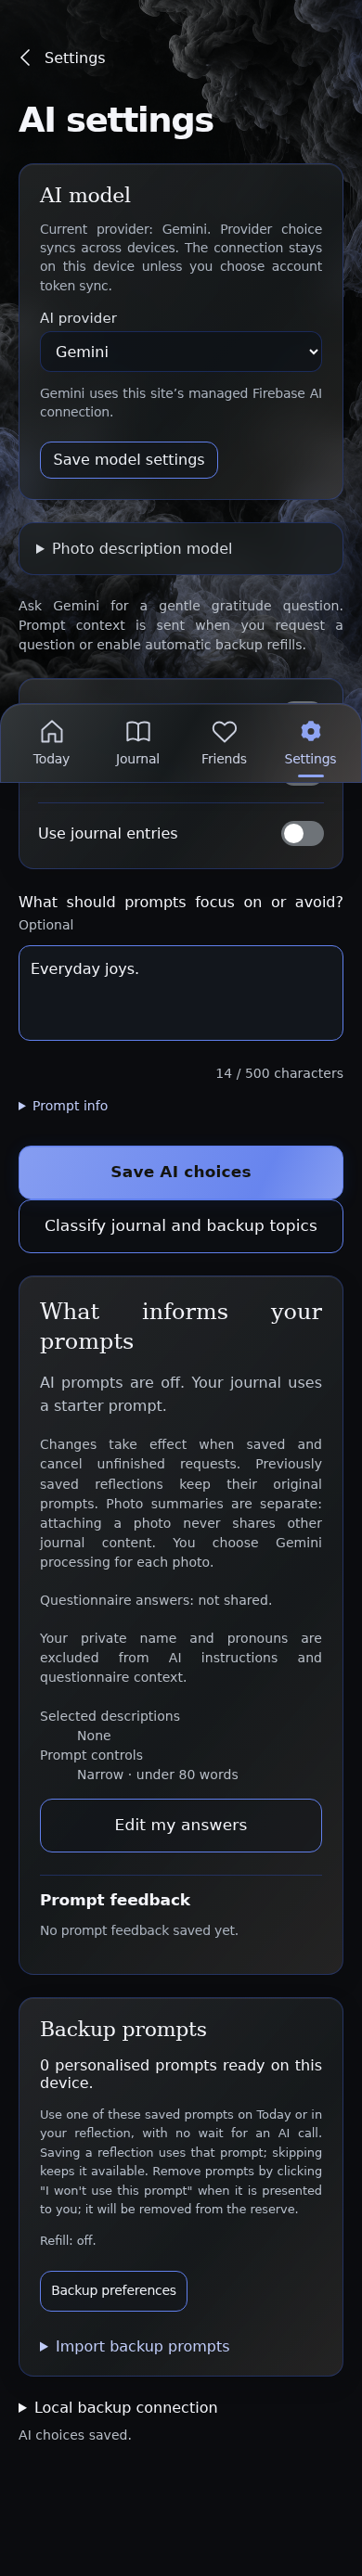 Settings
AI settings
AI model
Current provider: Gemini. Provider choice
syncs across devices. The connection stays
on this device unless you choose account
token sync.
AI provider
Gemini
Gemini uses this site’s managed Firebase AI
connection.
Save model settings
Photo description model
Ask Gemini for a gentle gratitude question.
Prompt context is sent when you request a
question or enable automatic backup refills.
Today
Journal
Friends
Settings
Use journal entries
What should prompts focus on or avoid?
Optional
Everyday joys.
14 / 500 characters
Prompt info
Save AI choices
Classify journal and backup topics
What informs your
prompts
AI prompts are off. Your journal uses
a starter prompt.
Changes take effect when saved and
cancel unfinished requests. Previously
saved reflections keep their original
prompts. Photo summaries are separate:
attaching a photo never shares other
journal content. You choose Gemini
processing for each photo.
Questionnaire answers: not shared.
Your private name and pronouns are
excluded from AI instructions and
questionnaire context.
Selected descriptions
None
Prompt controls
Narrow · under 80 words
Edit my answers
Prompt feedback
No prompt feedback saved yet.
Backup prompts
0 personalised prompts ready on this
device.
Use one of these saved prompts on Today or in
your reflection, with no wait for an AI call.
Saving a reflection uses that prompt; skipping
keeps it available. Remove prompts by clicking
"I won't use this prompt" when it is presented
to you; it will be removed from the reserve.
Refill: off.
Backup preferences
Import backup prompts
Local backup connection
AI choices saved.